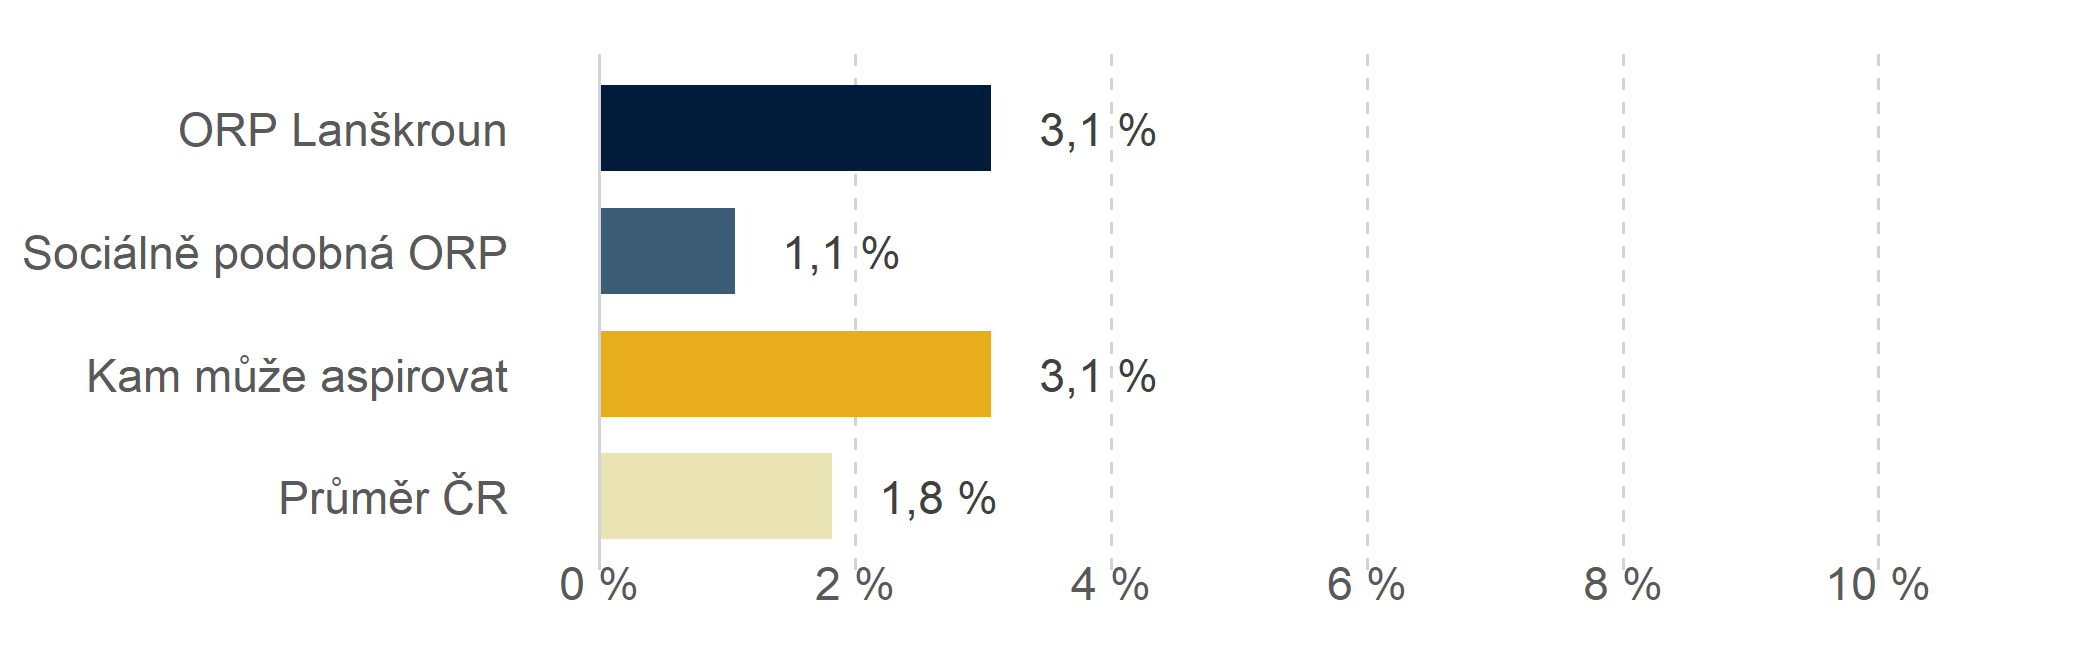 ORP Lanškroun 3,1 %
Sociálně podobná ORP 1,1 %
Kam může aspirovat 3,1 %
Průměr ČR 1,8 %
0 % 2 % 4 % 6 % 8 % 10 %